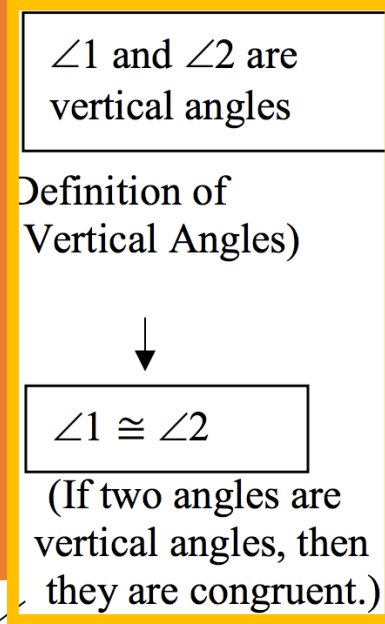 ∠1 and ∠2 are
vertical angles
Definition of
Vertical Angles)
∠1 ≅ ∠2
(If two angles are
vertical angles, then
they are congruent.)